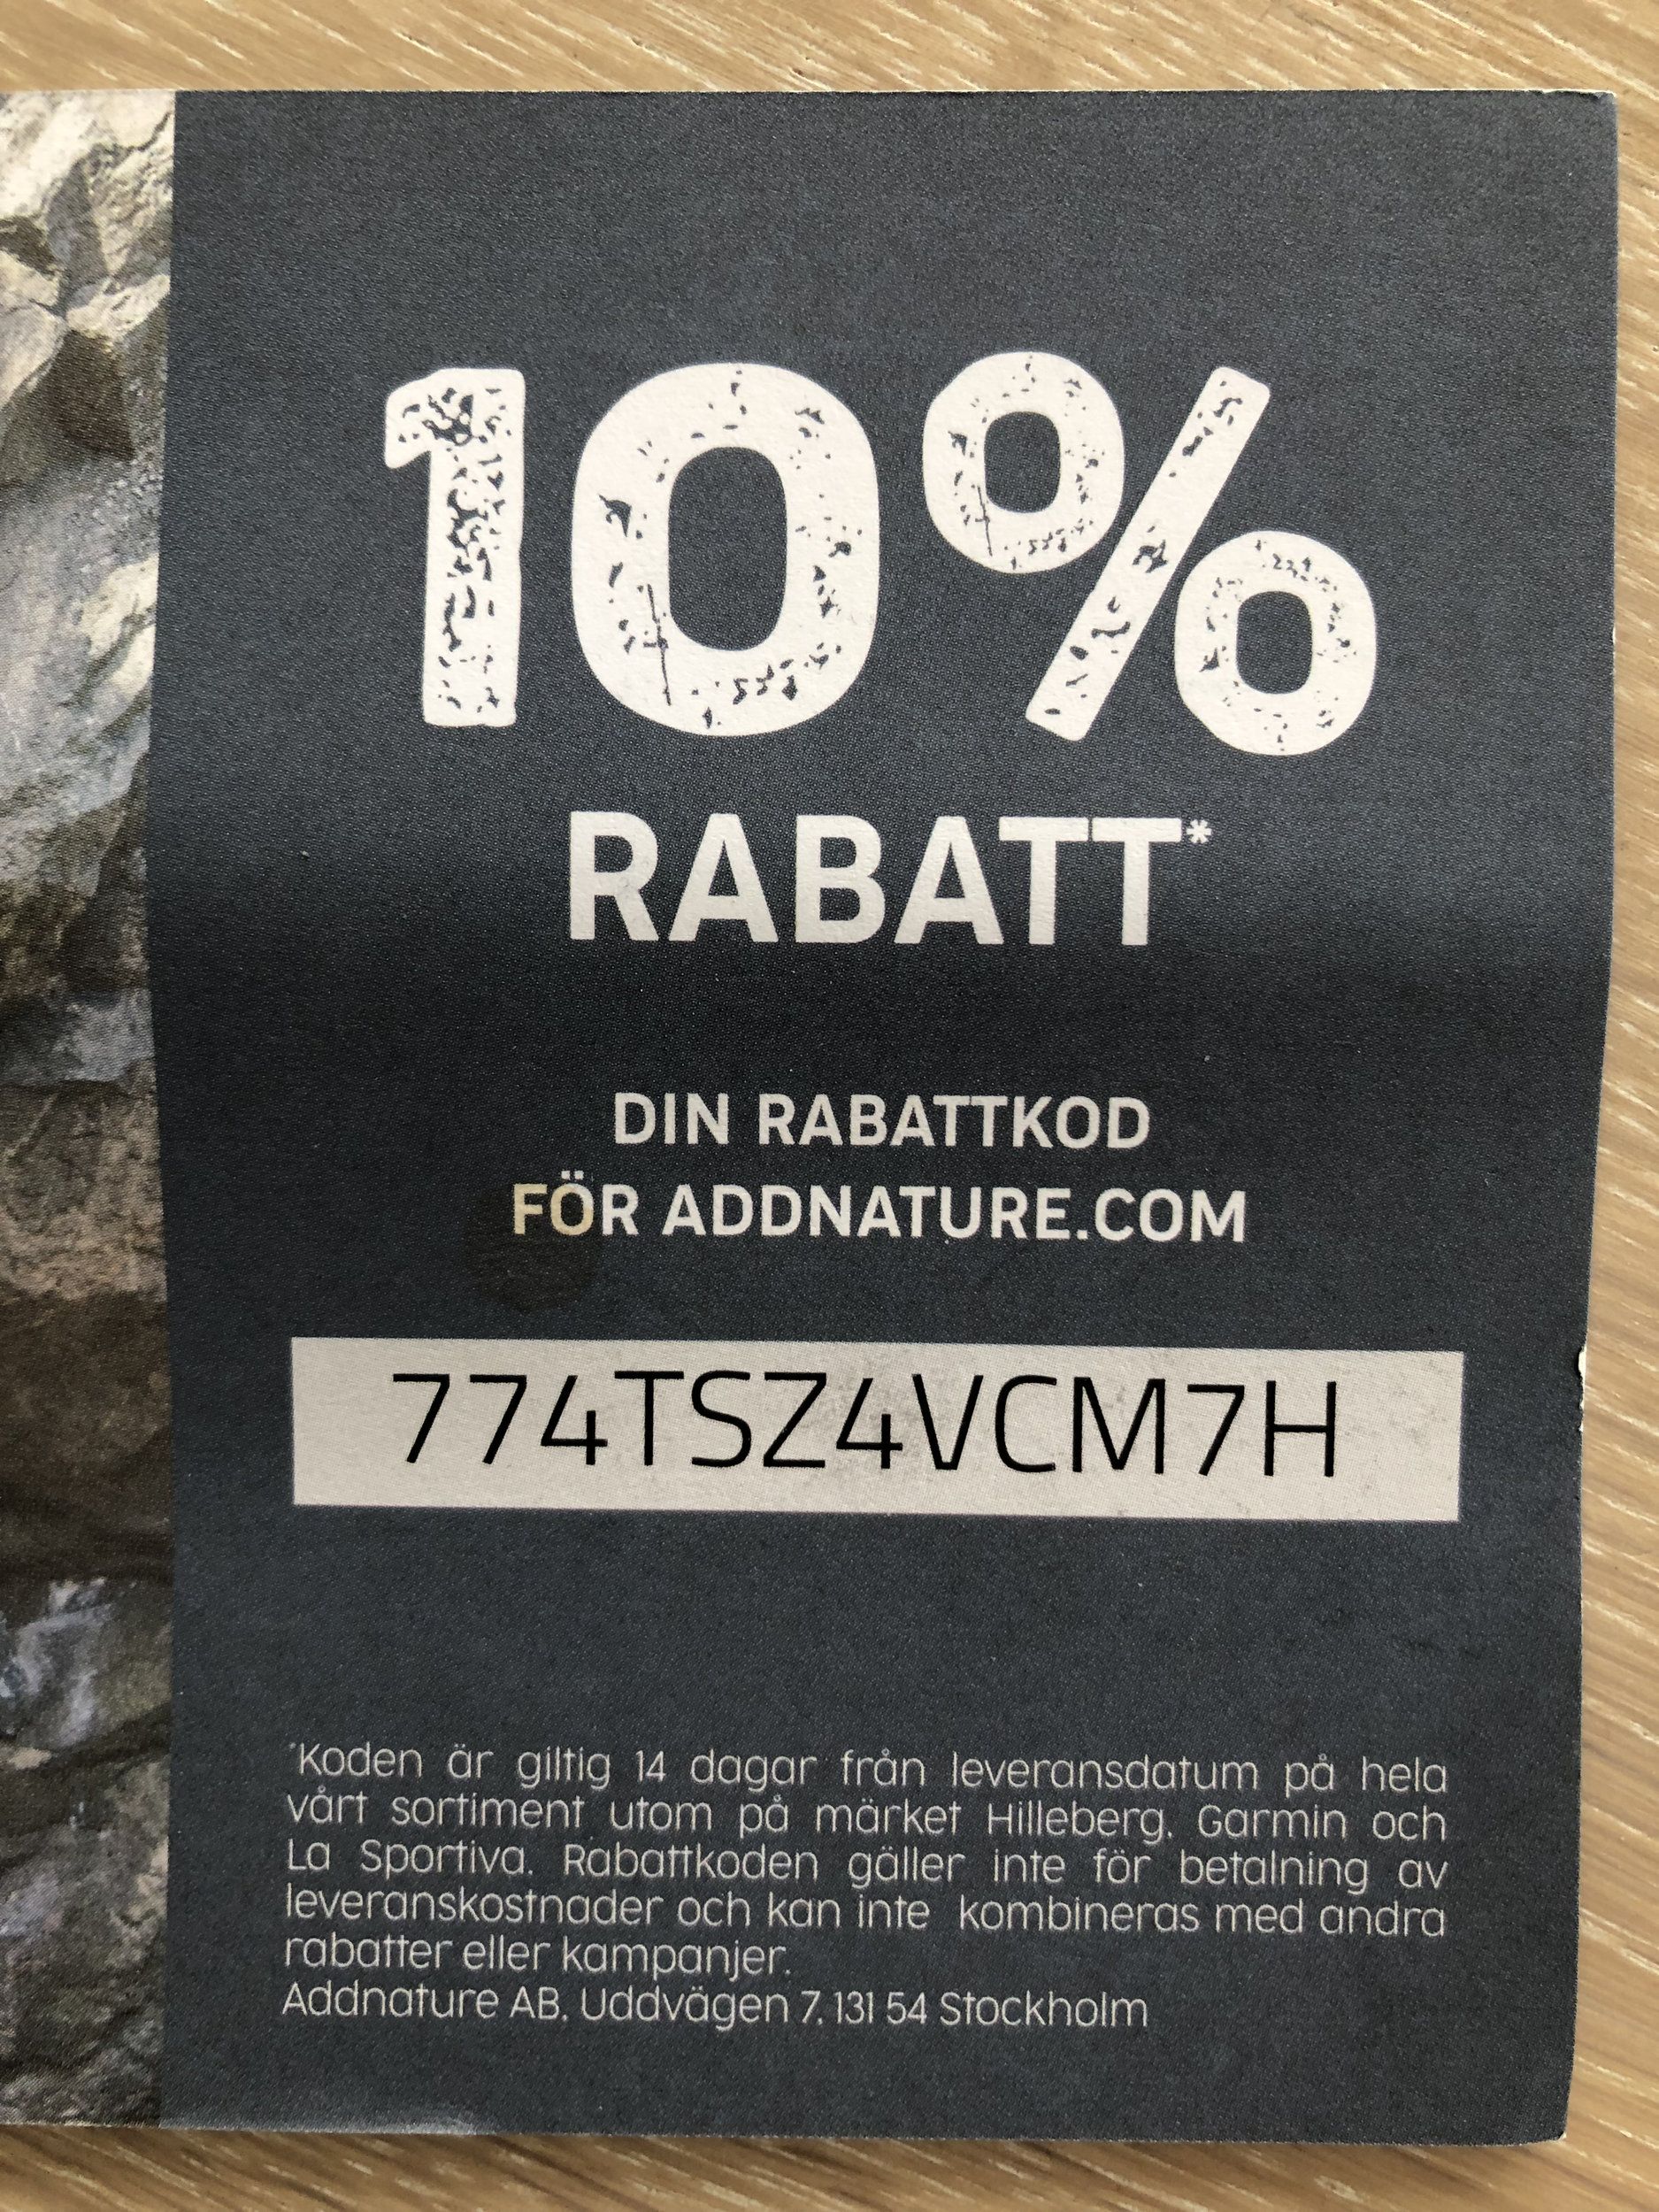 10%
RABATT*
DIN RABATTKOD
FÖR ADDNATURE.COM
774TSZ4VCM7H
*Koden är giltig 14 dagar från leveransdatum på hela
vårt sortiment utom på märket Hilleberg, Garmin och
La Sportiva. Rabattkoden gäller inte för betalning av
leveranskostnader och kan inte kombineras med andra
rabatter eller kampanjer.
Addnature AB, Uddvägen 7, 131 54 Stockholm